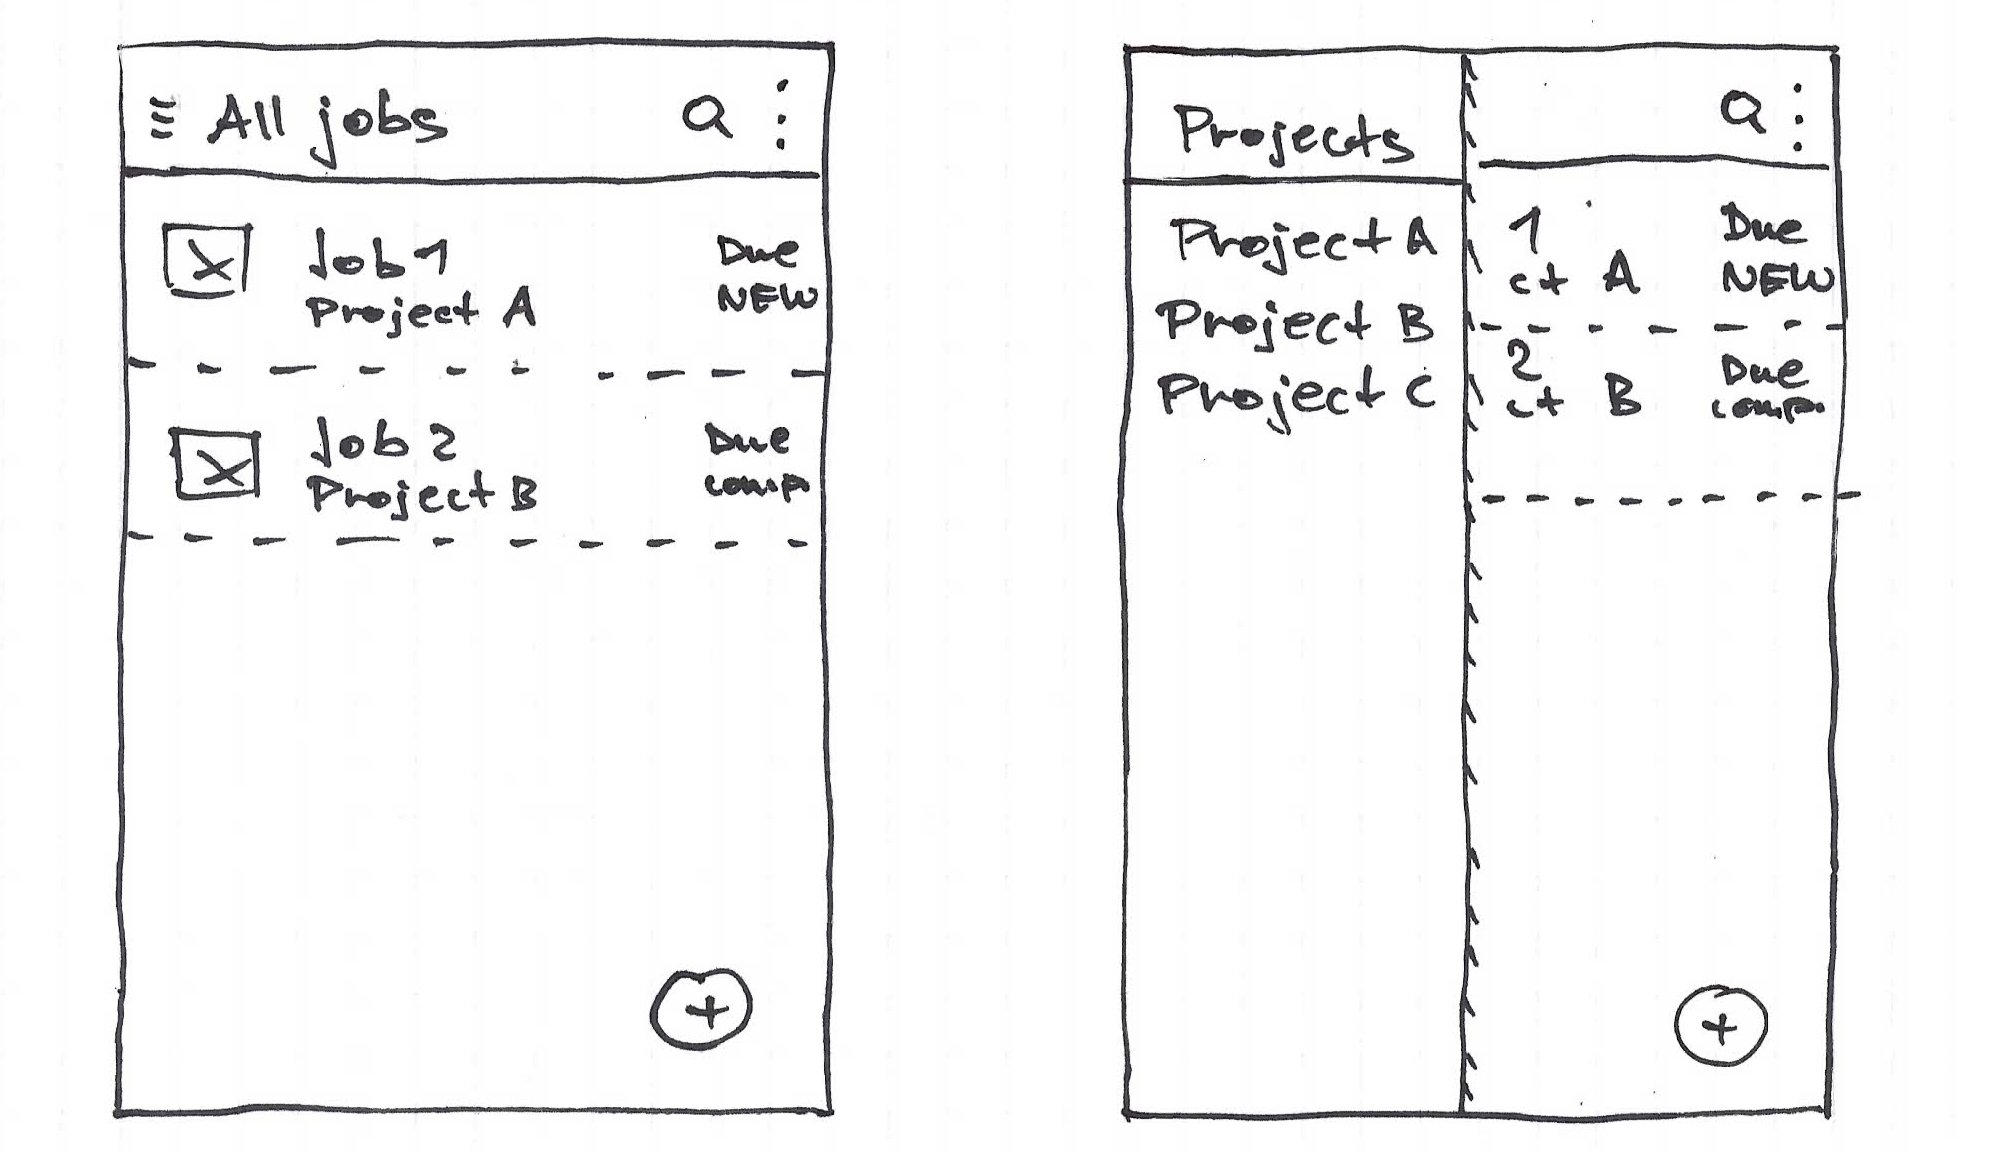 All jobs
Job 1
Project A
Due
NEW
Job 2
Project B
Due
comp.
Projects
Project A
Project B
Project C
1
ct A
Due
NEW
2
ct B
Due
comp.